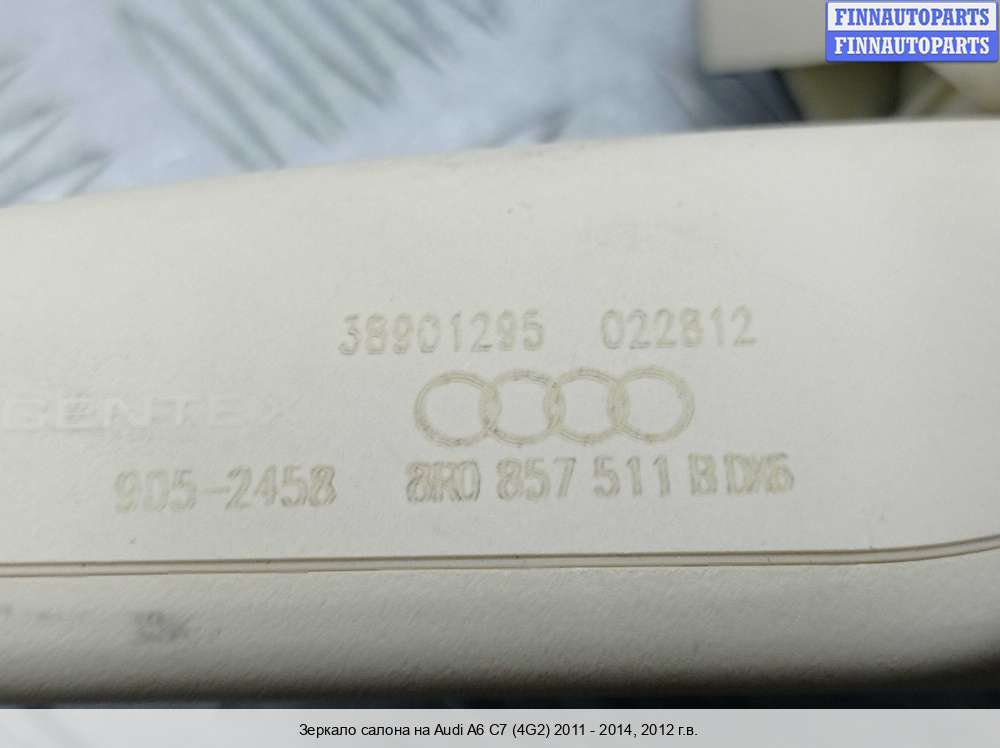 FINNAUTOPARTS
FINNAUTOPARTS
38901295 022812
GENTEX
905-2458 8R0 857 511 B DX6
Зеркало салона на Audi A6 C7 (4G2) 2011 - 2014, 2012 г.в.